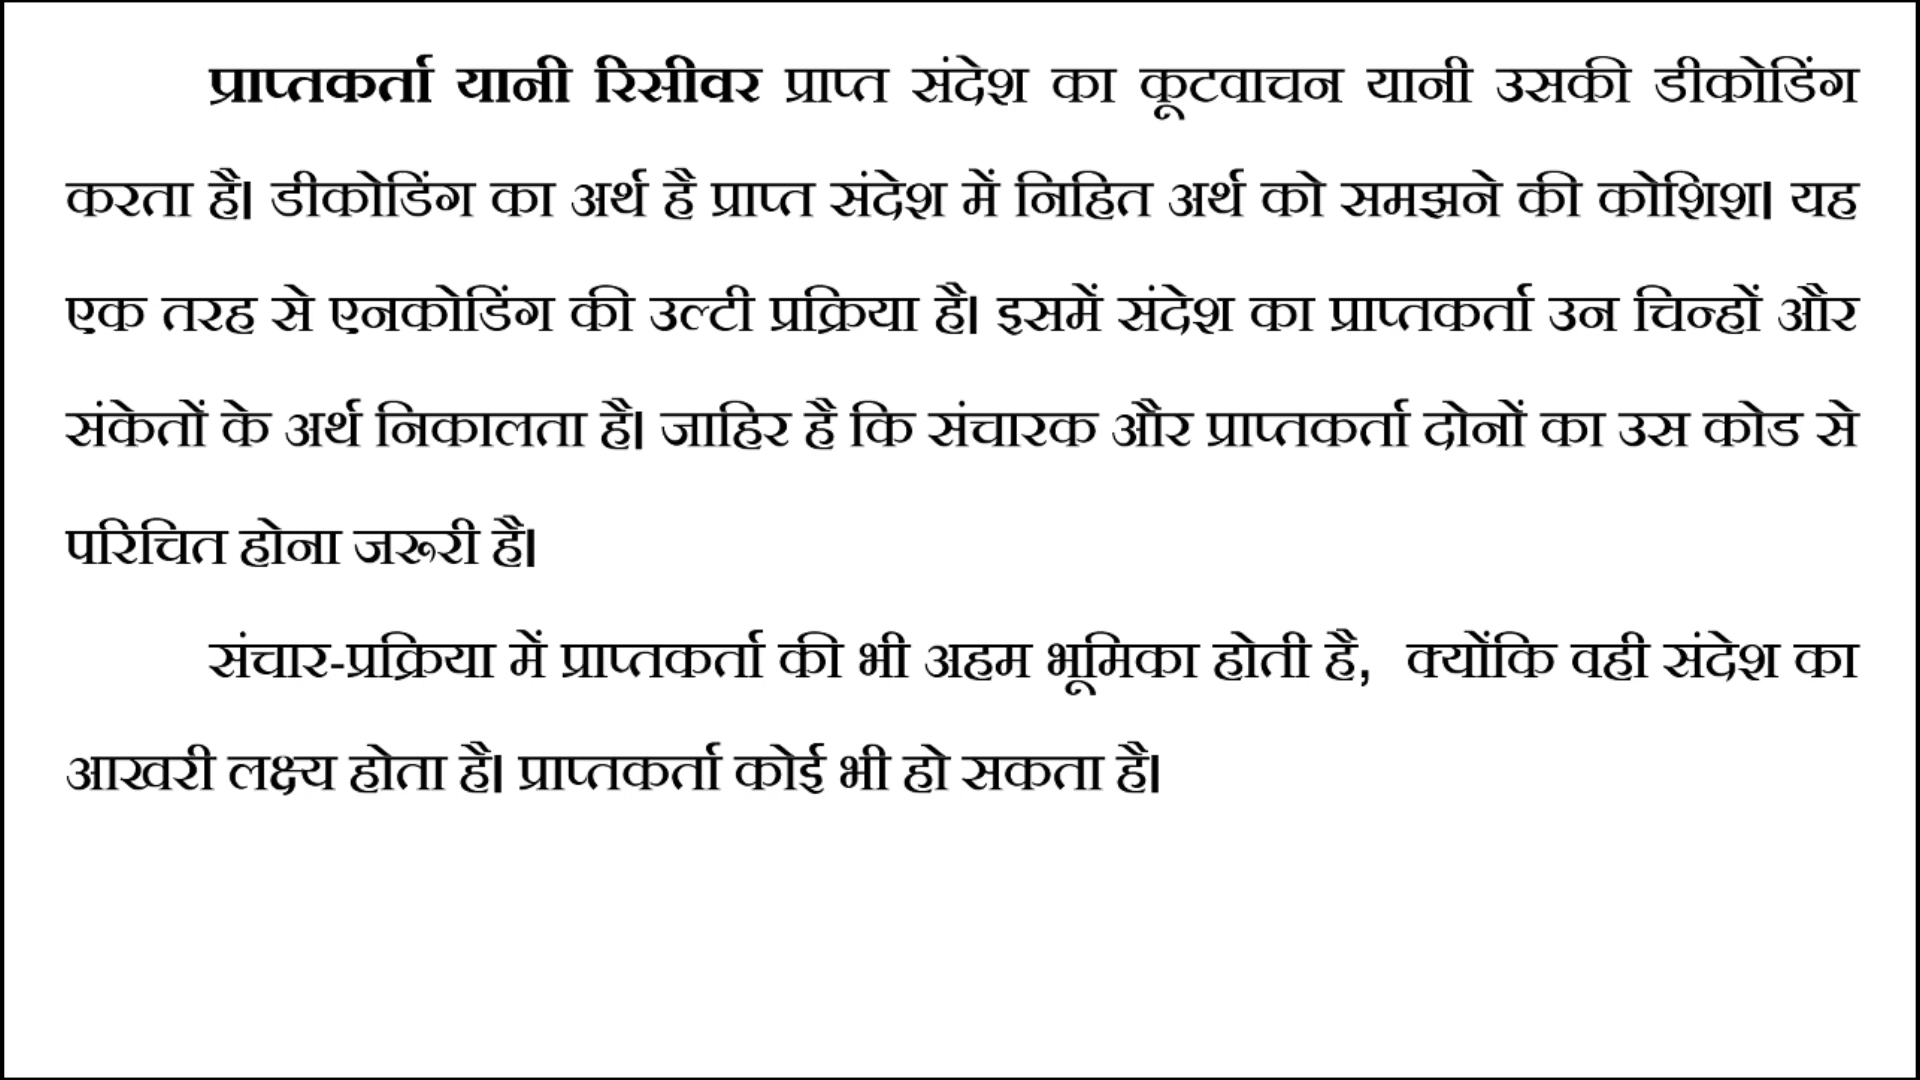 प्राप्तकर्ता यानी रिसीवर प्राप्त संदेश का कूटवाचन यानी उसकी डीकोडिंग
करता है। डीकोडिंग का अर्थ है प्राप्त संदेश में निहित अर्थ को समझने की कोशिश। यह
एक तरह से एनकोडिंग की उल्टी प्रक्रिया है। इसमें संदेश का प्राप्तकर्ता उन चिन्हों और
संकेतों के अर्थ निकालता है। जाहिर है कि संचारक और प्राप्तकर्ता दोनों का उस कोड से
परिचित होना जरूरी है।
संचार-प्रक्रिया में प्राप्तकर्ता की भी अहम भूमिका होती है, क्योंकि वही संदेश का
आखरी लक्ष्य होता है। प्राप्तकर्ता कोई भी हो सकता है।